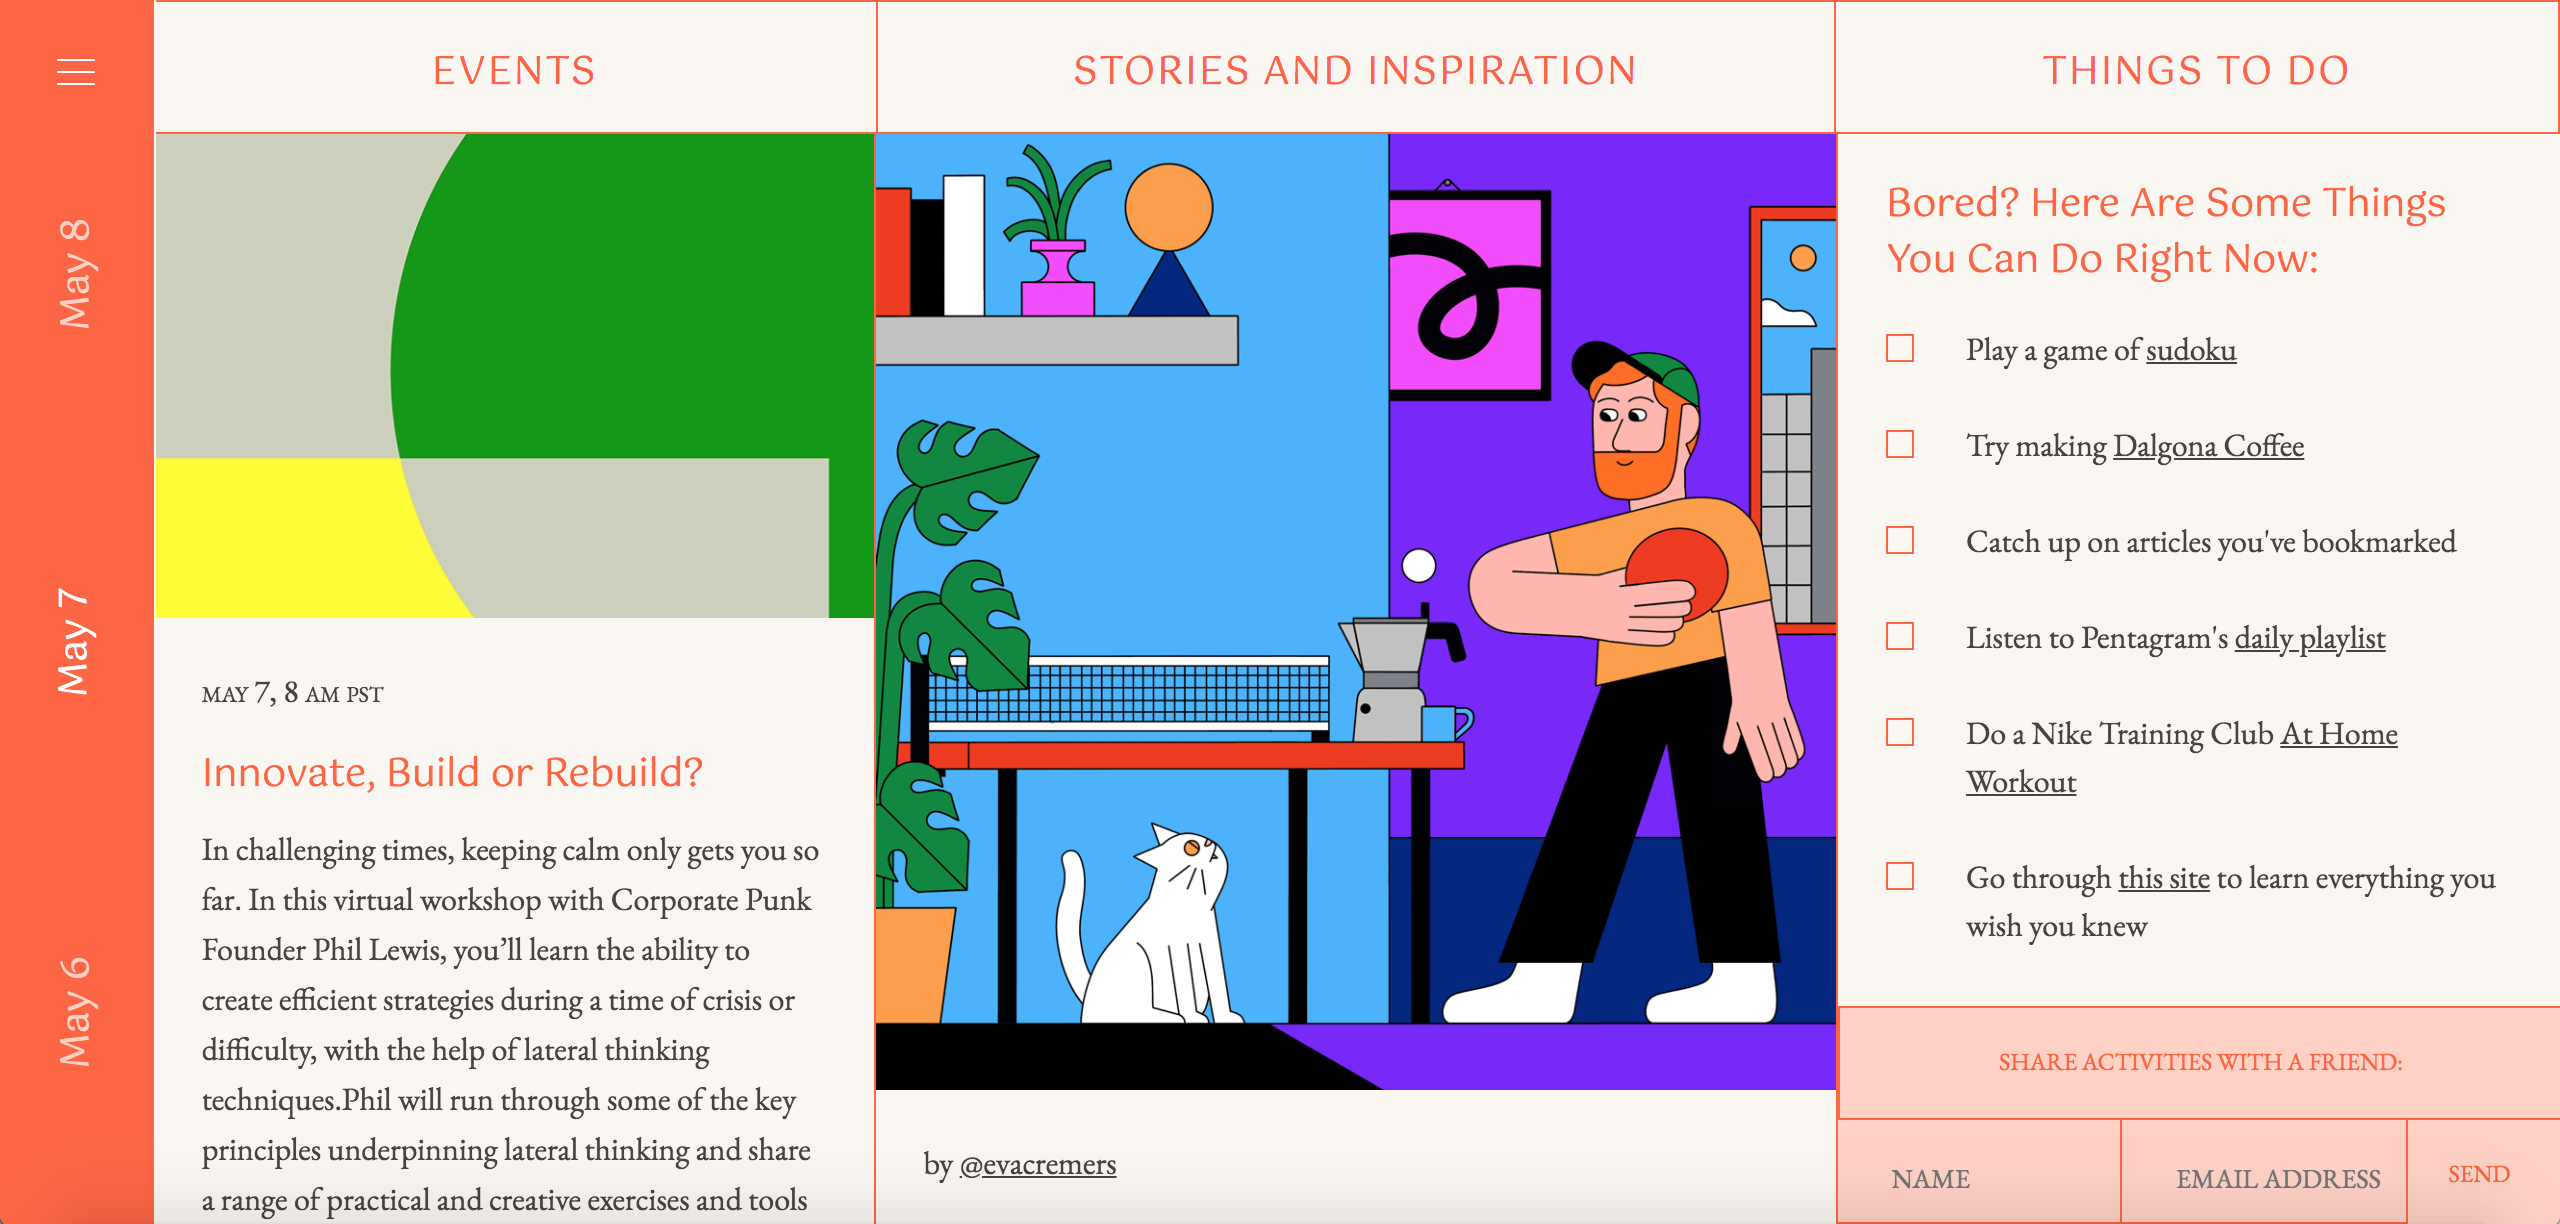 May 8
May 7
May 6
EVENTS
MAY 7, 8 AM PST
Innovate, Build or Rebuild?
In challenging times, keeping calm only gets you so
far. In this virtual workshop with Corporate Punk
Founder Phil Lewis, you’ll learn the ability to
create efficient strategies during a time of crisis or
difficulty, with the help of lateral thinking
techniques.Phil will run through some of the key
principles underpinning lateral thinking and share
a range of practical and creative exercises and tools
STORIES AND INSPIRATION
by @evacremers
THINGS TO DO
Bored? Here Are Some Things
You Can Do Right Now:
Play a game of sudoku
Try making Dalgona Coffee
Catch up on articles you've bookmarked
Listen to Pentagram's daily playlist
Do a Nike Training Club At Home
Workout
Go through this site to learn everything you
wish you knew
SHARE ACTIVITIES WITH A FRIEND:
NAME
EMAIL ADDRESS
SEND